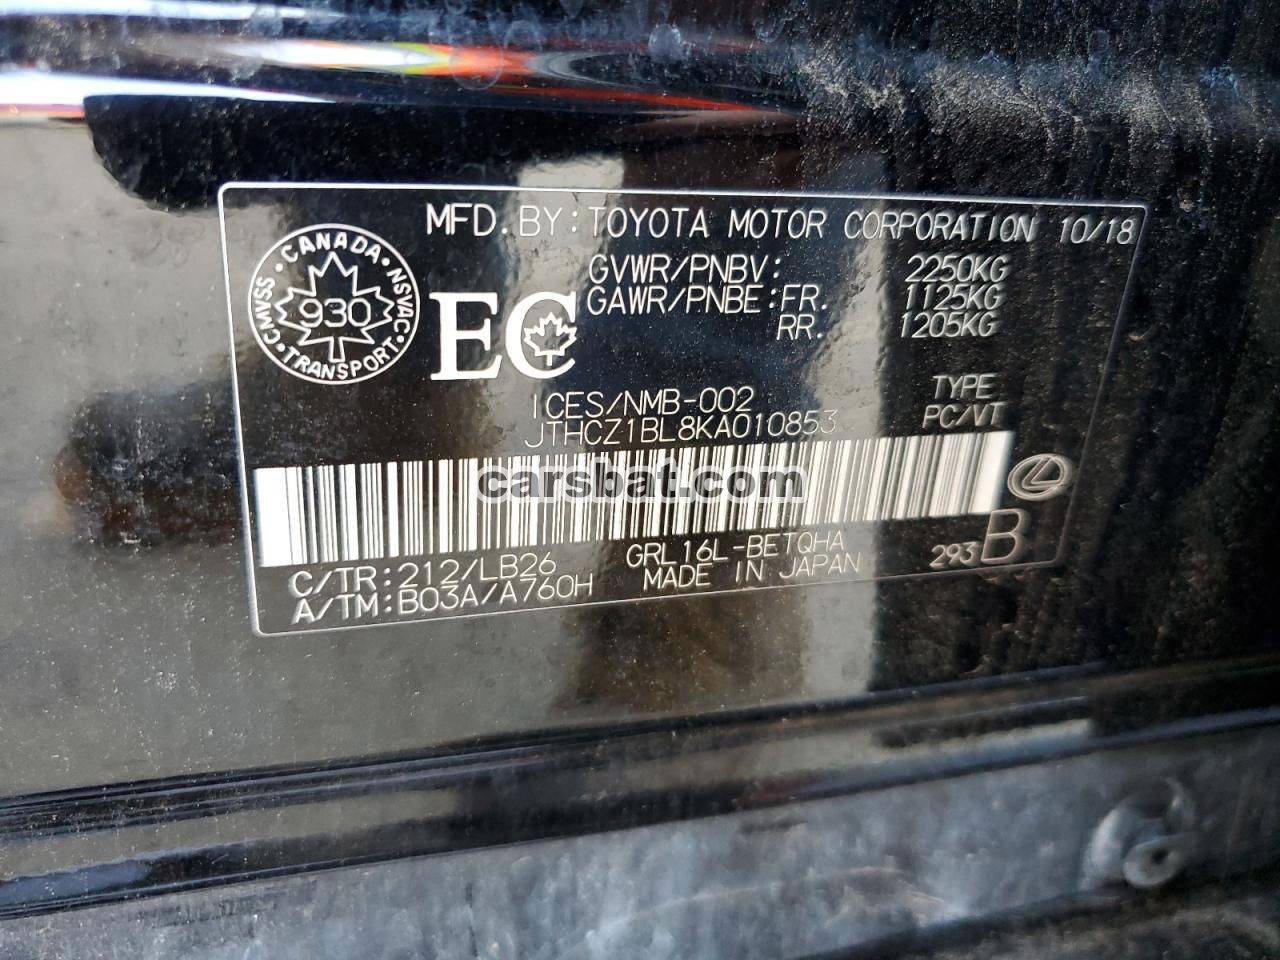 MFD. BY: TOYOTA MOTOR CORPORATION 10/18
CANADA
CMVSS
930
NSVAC
TRANSPORT
GVWR/PNBV: 2250KG
GAWR/PNBE: FR. 1125KG
RR. 1205KG
EC
ICES/NMB-002
TYPE
JTHCZ1BL8KA010853
PC/VT
carsbat.com
C/TR: 212/LB26
GRL16L-BETQHA
293 B
A/TM: B03A/A760H
MADE IN JAPAN